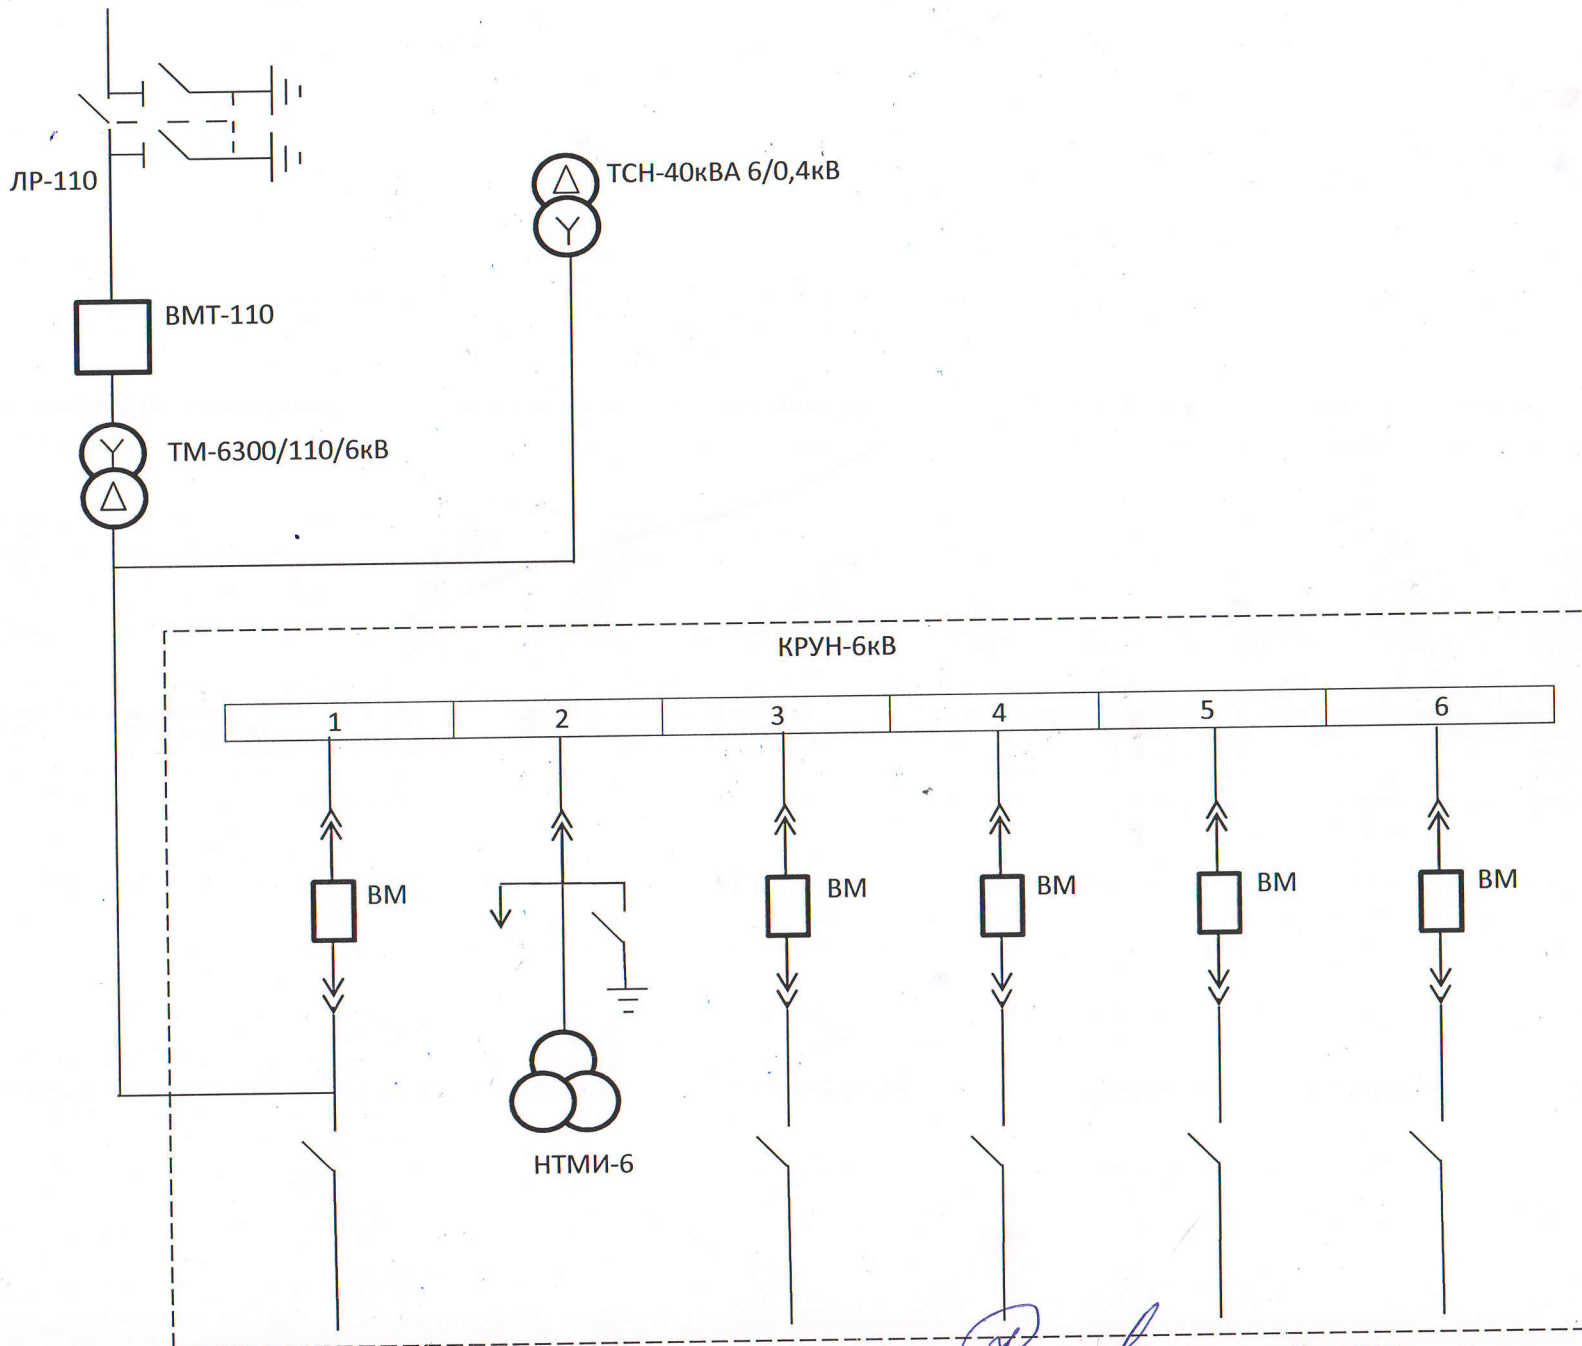 ЛР-110
ТСН-40кВА 6/0,4кВ
ВМТ-110
ТМ-6300/110/6кВ
КРУН-6кВ
1 2 3 4 5 6
ВМ ВМ ВМ ВМ ВМ
НТМИ-6